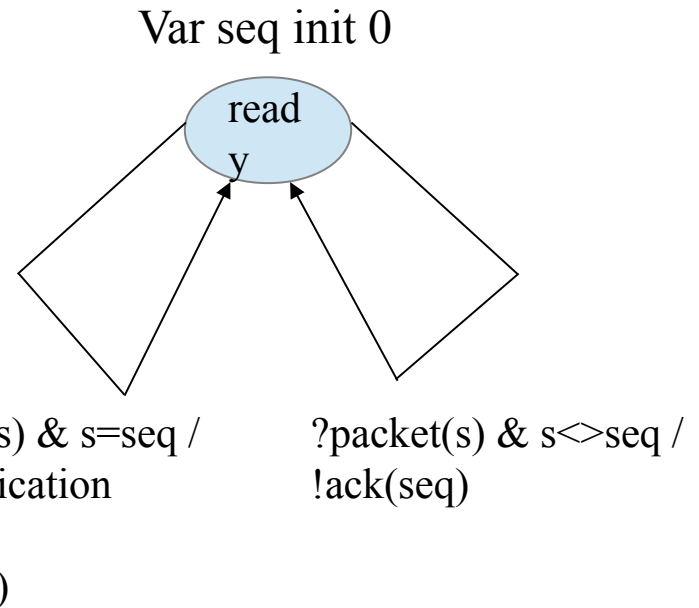 Var seq init 0
read
y
s) & s=seq /
ication
)
?packet(s) & s<>seq /
!ack(seq)